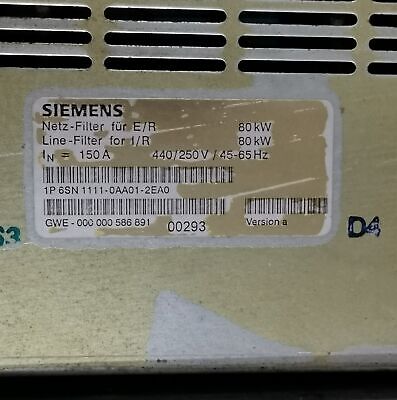 SIEMENS
Netz-Filter für E/R 80 kW
Line-Filter for I/R 80 kW
IN = 150 A 440/250 V / 45-65 Hz
1P 6SN 1111-0AA01-2EA0
GWE - 000 000 586 891 00293 Version a
63 D4